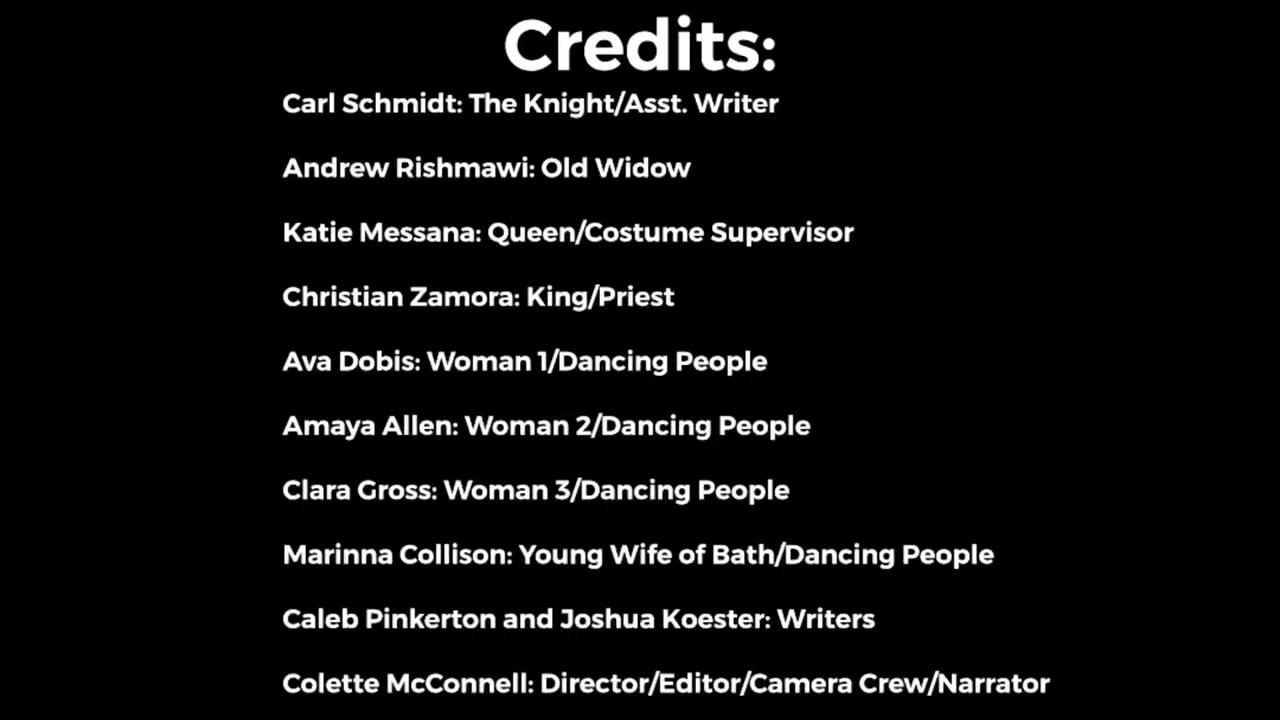 Credits:
Carl Schmidt: The Knight/Asst. Writer
Andrew Rishmawi: Old Widow
Katie Messana: Queen/Costume Supervisor
Christian Zamora: King/Priest
Ava Dobis: Woman 1/Dancing People
Amaya Allen: Woman 2/Dancing People
Clara Gross: Woman 3/Dancing People
Marinna Collison: Young Wife of Bath/Dancing People
Caleb Pinkerton and Joshua Koester: Writers
Colette McConnell: Director/Editor/Camera Crew/Narrator